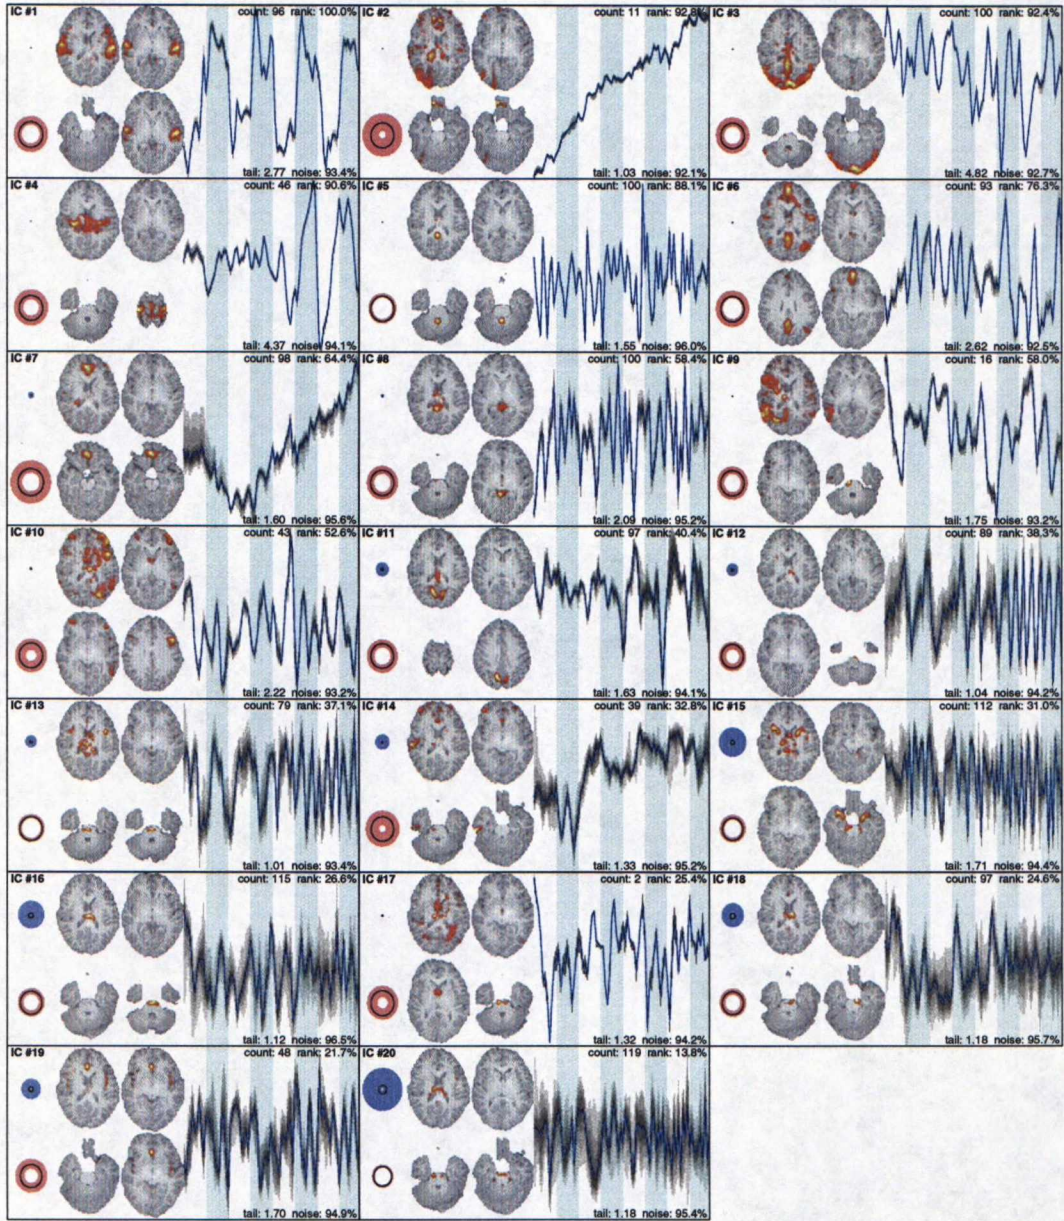 IC #1 count: 96 rank: 100.0%
tail: 2.77 noise: 93.4%
IC #2 count: 11 rank: 92.8%
tail: 1.03 noise: 92.1%
IC #3 count: 100 rank: 92.4%
tail: 4.82 noise: 92.7%
IC #4 count: 46 rank: 90.6%
tail: 4.37 noise: 94.1%
IC #5 count: 100 rank: 88.1%
tail: 1.55 noise: 96.0%
IC #6 count: 93 rank: 76.3%
tail: 2.62 noise: 92.5%
IC #7 count: 98 rank: 64.4%
tail: 1.60 noise: 95.6%
IC #8 count: 100 rank: 58.4%
tail: 2.09 noise: 95.2%
IC #9 count: 16 rank: 58.0%
tail: 1.75 noise: 93.2%
IC #10 count: 43 rank: 52.6%
tail: 2.22 noise: 93.2%
IC #11 count: 97 rank: 40.4%
tail: 1.63 noise: 94.1%
IC #12 count: 89 rank: 38.3%
tail: 1.04 noise: 94.2%
IC #13 count: 79 rank: 37.1%
tail: 1.01 noise: 93.4%
IC #14 count: 39 rank: 32.8%
tail: 1.33 noise: 95.2%
IC #15 count: 112 rank: 31.0%
tail: 1.71 noise: 94.4%
IC #16 count: 115 rank: 26.6%
tail: 1.12 noise: 96.5%
IC #17 count: 2 rank: 25.4%
tail: 1.32 noise: 94.2%
IC #18 count: 97 rank: 24.6%
tail: 1.18 noise: 95.7%
IC #19 count: 48 rank: 21.7%
tail: 1.70 noise: 94.9%
IC #20 count: 119 rank: 13.8%
tail: 1.18 noise: 95.4%